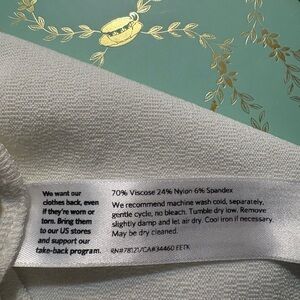 We want our
clothes back, even
if they're worn or
torn. Bring them
to our US stores
and support our
take-back program.
70% Viscose 24% Nylon 6% Spandex
We recommend machine wash cold, separately,
gentle cycle, no bleach. Tumble dry low. Remove
slightly damp and let air dry. Cool iron if necessary.
May be dry cleaned.
RN#78121/CA#34460 EETK